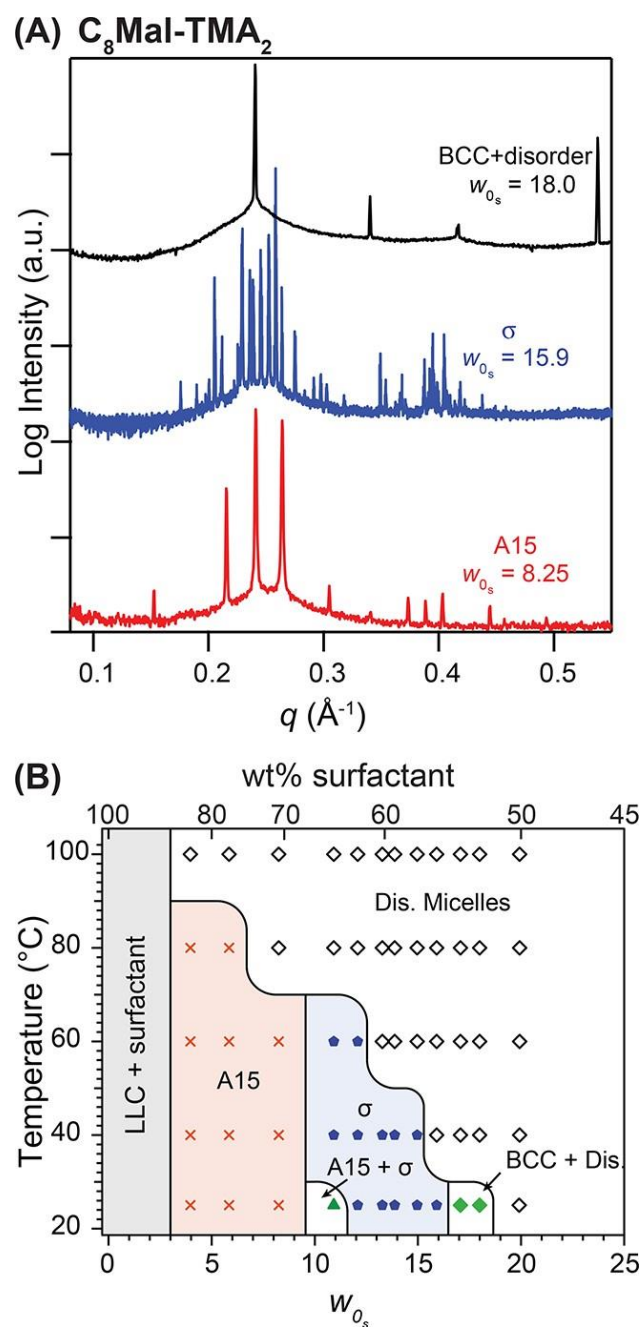 (A) C₈Mal-TMA₂
BCC+disorder
w₀ₛ = 18.0
σ
w₀ₛ = 15.9
A15
w₀ₛ = 8.25
Log Intensity (a.u.)
0.1 0.2 0.3 0.4 0.5
q (Å⁻¹)
(B) wt% surfactant
100 80 70 60 50 45
100
80
60
40
20
Temperature (°C)
LLC + surfactant
Dis. Micelles
A15
σ
A15 + σ
BCC + Dis.
0 5 10 15 20 25
w₀ₛ